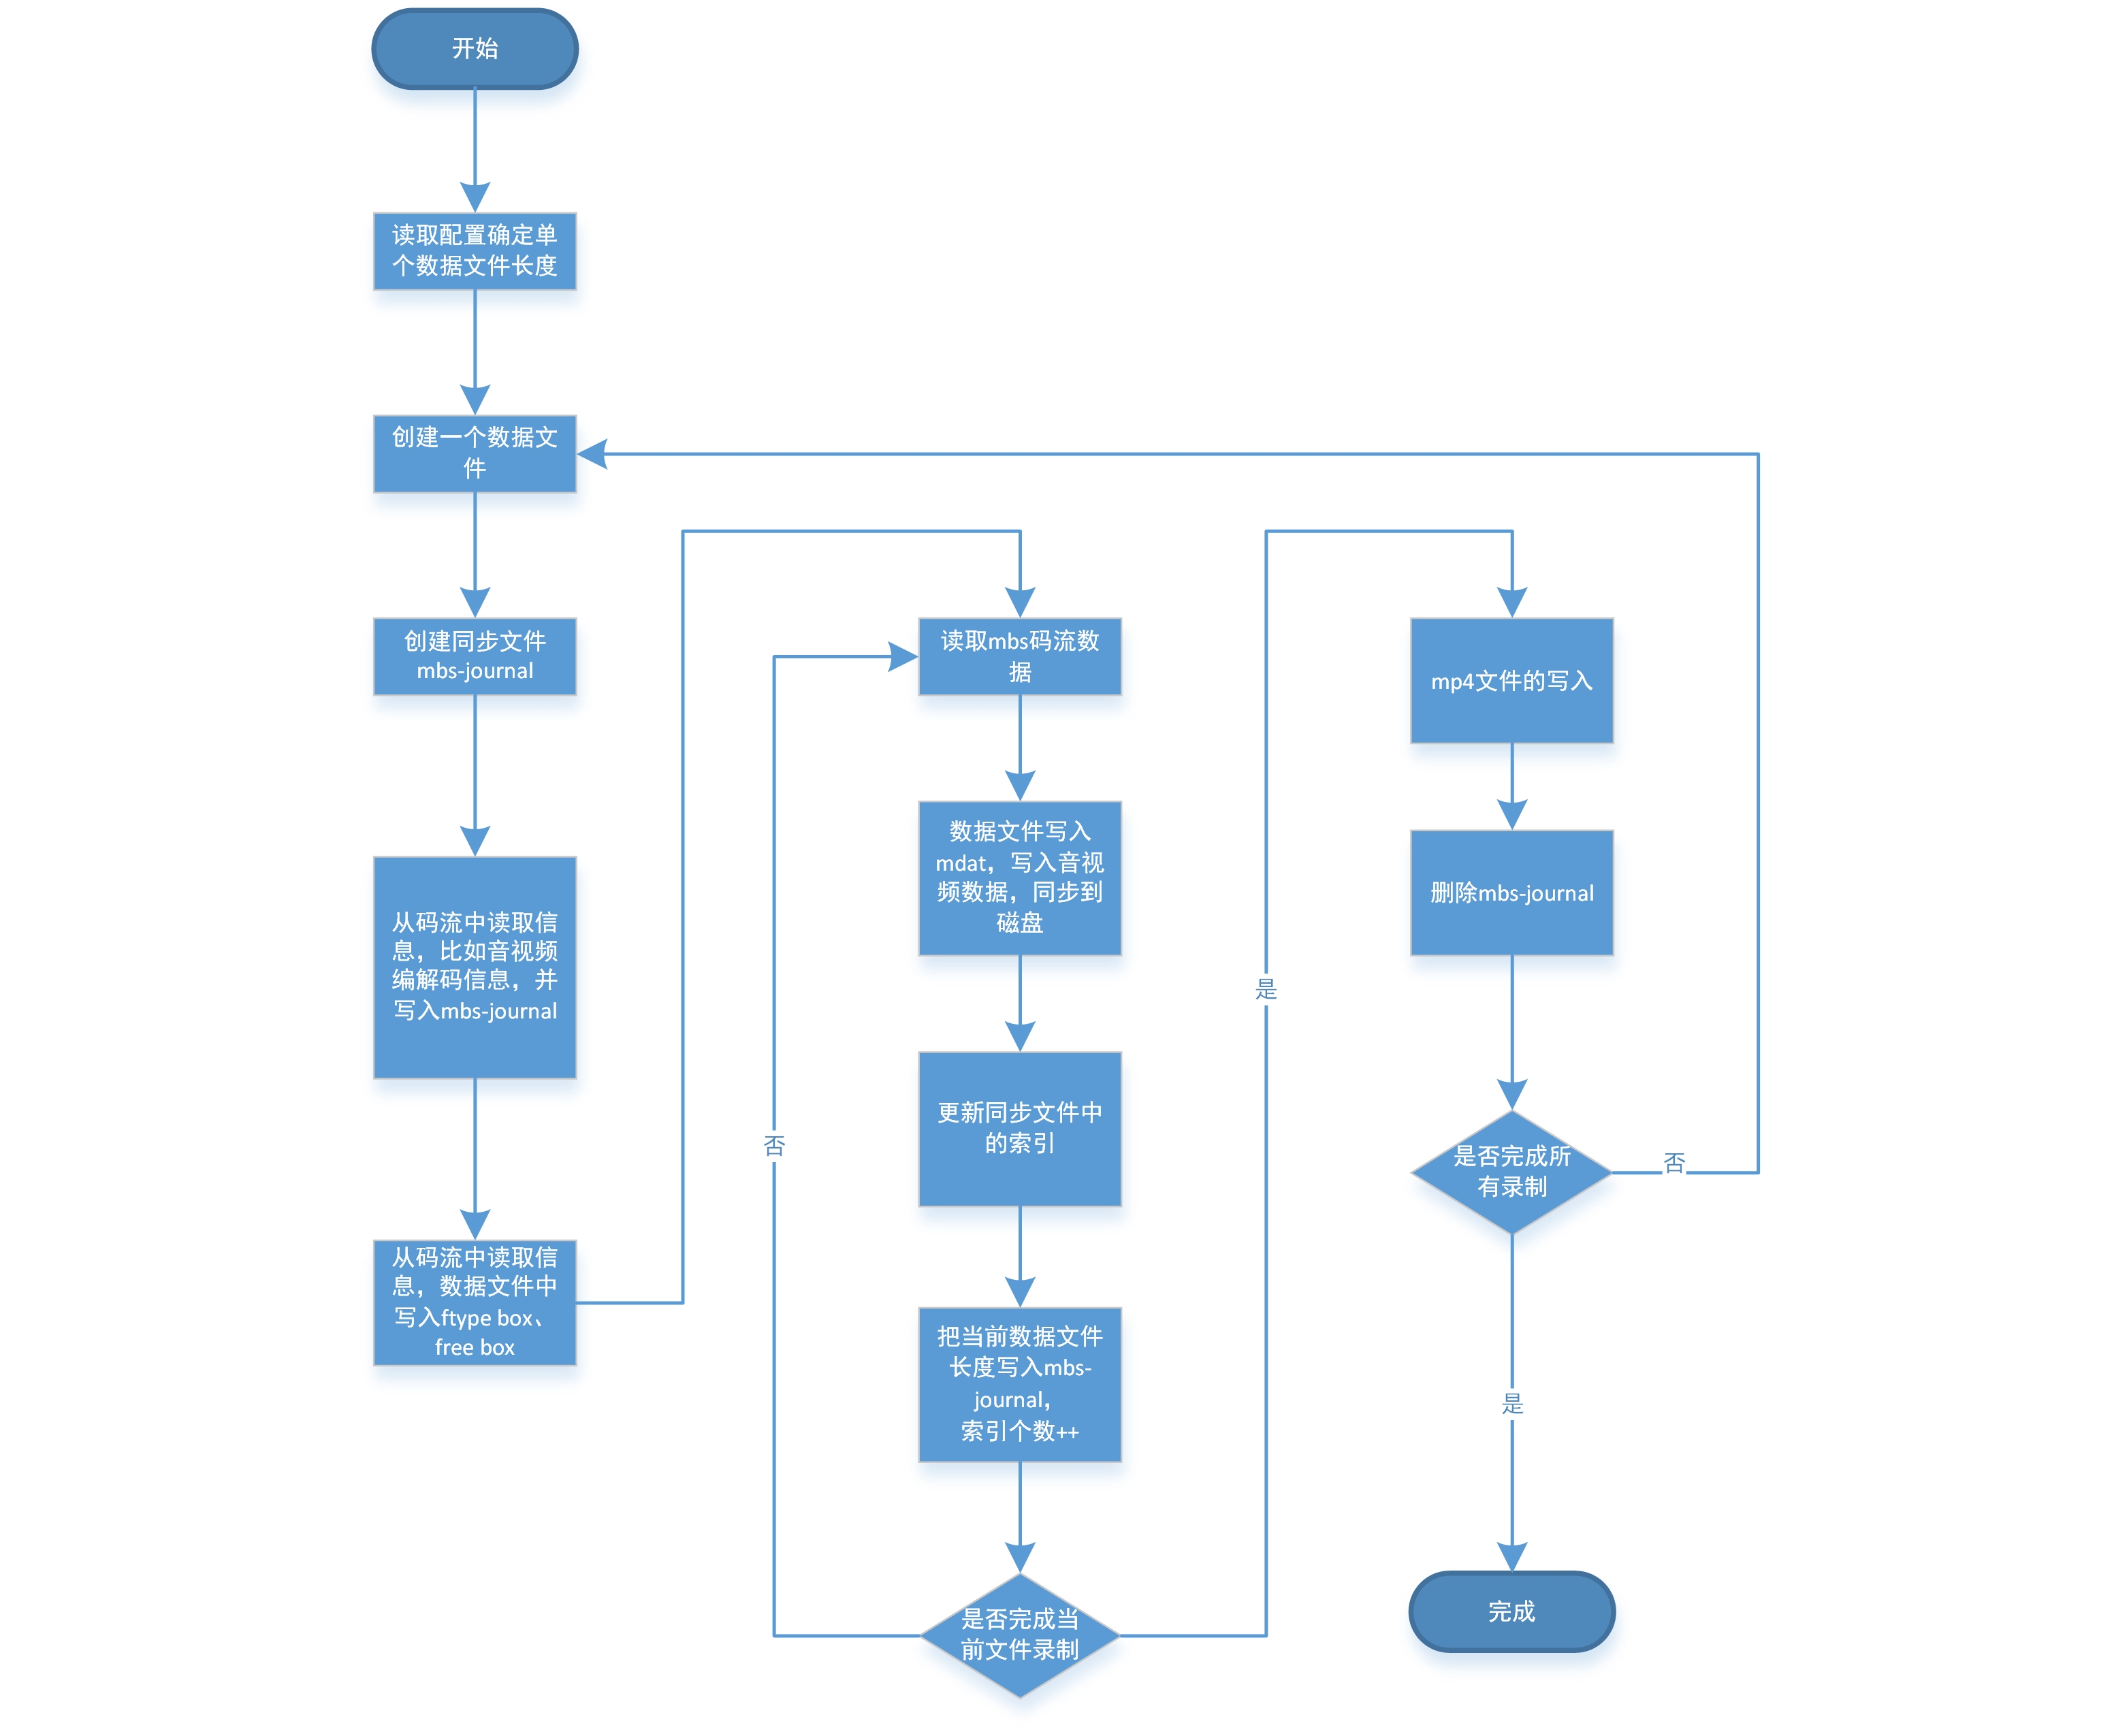 开始
读取配置确定单
个数据文件长度
创建一个数据文
件
创建同步文件
mbs-journal
从码流中读取信
息，比如音视频
编解码信息，并
写入mbs-journal
从码流中读取信
息，数据文件中
写入ftype box、
free box
读取mbs码流数
据
数据文件写入
mdat，写入音视
频数据，同步到
磁盘
更新同步文件中
的索引
把当前数据文件
长度写入mbs-
journal，
索引个数++
是否完成当
前文件录制
否
是
mp4文件的写入
删除mbs-journal
是否完成所
有录制
否
是
完成